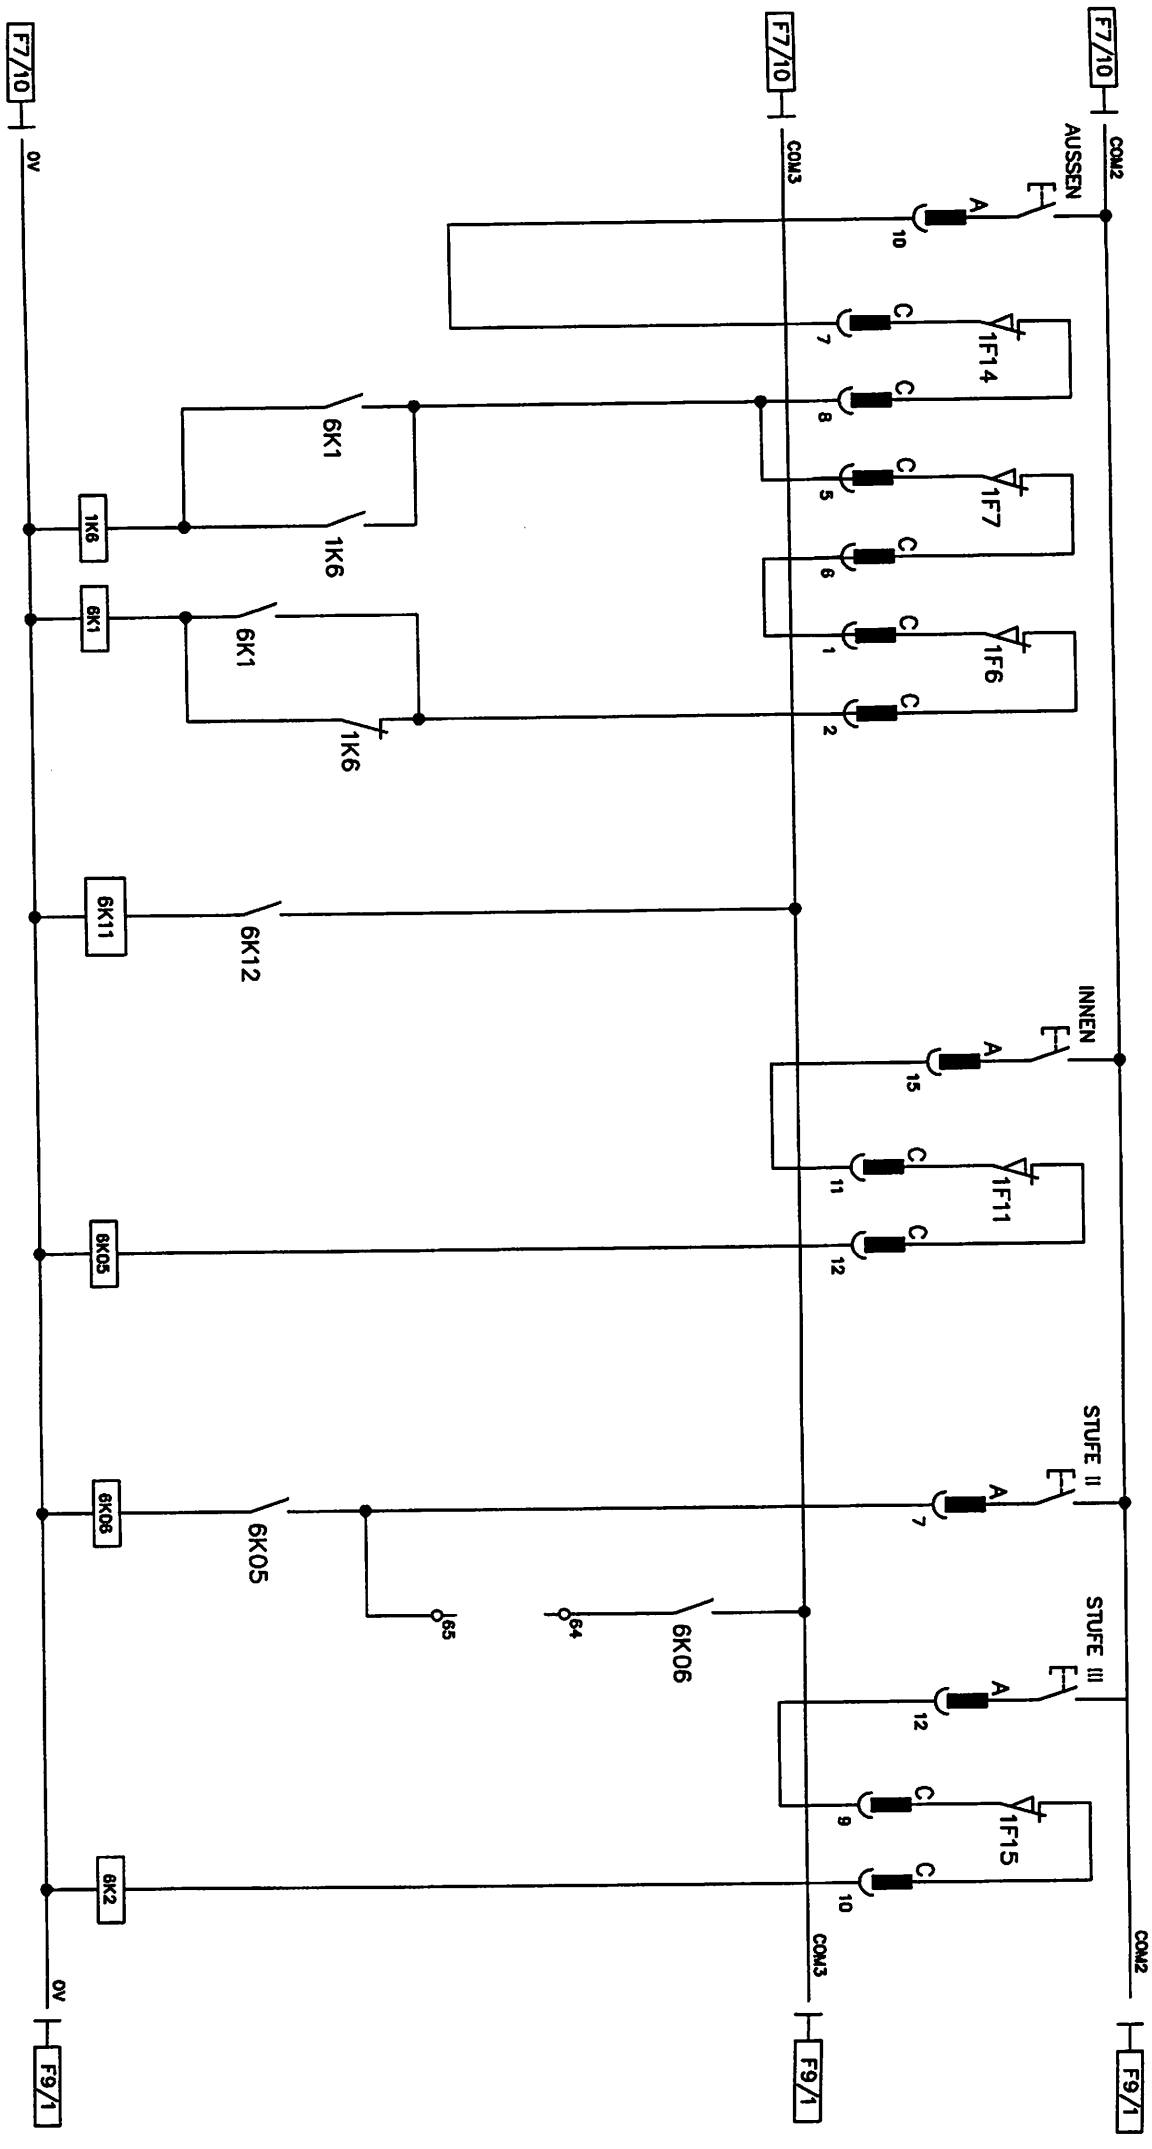 F7/10
COM2
COM2
F9/1
AUSSEN
INNEN
STUFE II
STUFE III
A
10
C
7
1F14
C
8
C
5
1F7
C
6
C
1
1F6
C
2
A
15
C
11
1F11
C
12
A
7
A
12
C
9
1F15
C
10
F7/10
COM3
COM3
F9/1
6K06
64
65
6K1
1K6
6K1
1K6
6K12
6K05
1K6
6K1
6K11
6K05
6K06
6K2
F7/10
0V
0V
F9/1